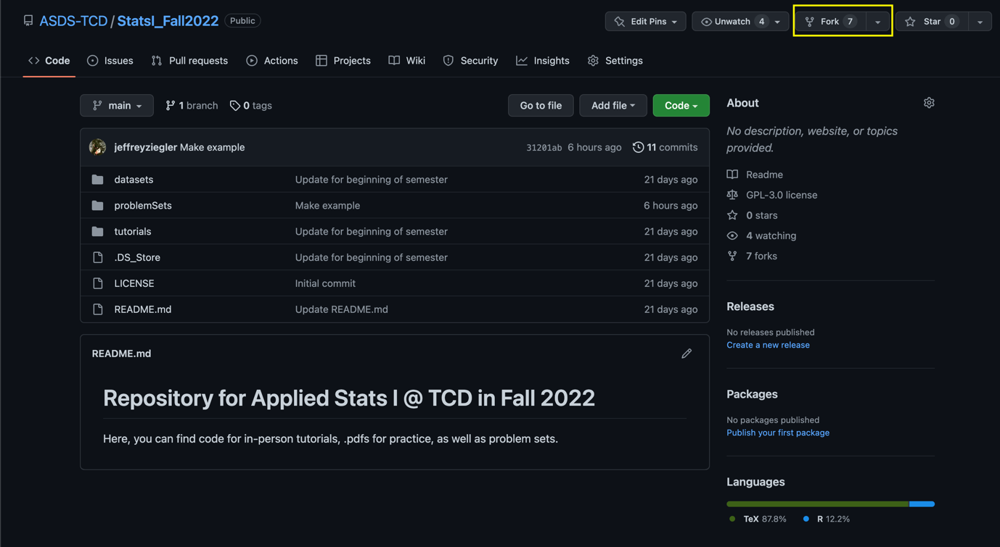 ASDS-TCD / StatsI_Fall2022 Public Edit Pins Unwatch 4 Fork 7 Star 0
Code Issues Pull requests Actions Projects Wiki Security Insights Settings
main 1 branch 0 tags Go to file Add file Code
jeffreyziegler Make example 31201ab 6 hours ago 11 commits
datasets Update for beginning of semester 21 days ago
problemSets Make example 6 hours ago
tutorials Update for beginning of semester 21 days ago
.DS_Store Update for beginning of semester 21 days ago
LICENSE Initial commit 21 days ago
README.md Update README.md 21 days ago
README.md
Repository for Applied Stats I @ TCD in Fall 2022
Here, you can find code for in-person tutorials, .pdfs for practice, as well as problem sets.
About
No description, website, or topics
provided.
Readme
GPL-3.0 license
0 stars
4 watching
7 forks
Releases
No releases published
Create a new release
Packages
No packages published
Publish your first package
Languages
TeX 87.8% R 12.2%